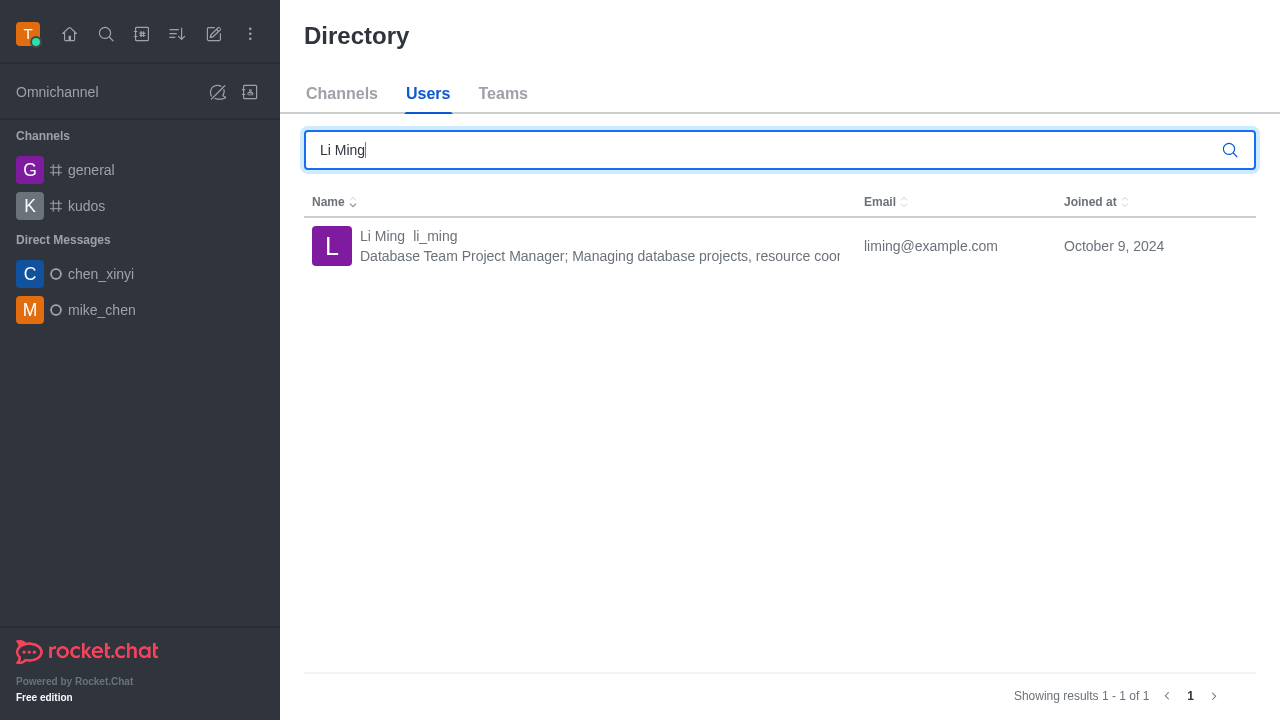 T
Directory
Omnichannel
Channels Users Teams
Channels
G general
K kudos
Direct Messages
C chen_xinyi
M mike_chen
Li Ming
Name Email Joined at
L Li Ming li_ming
Database Team Project Manager; Managing database projects, resource coor
liming@example.com October 9, 2024
rocket.chat
Powered by Rocket.Chat
Free edition
Showing results 1 - 1 of 1 1